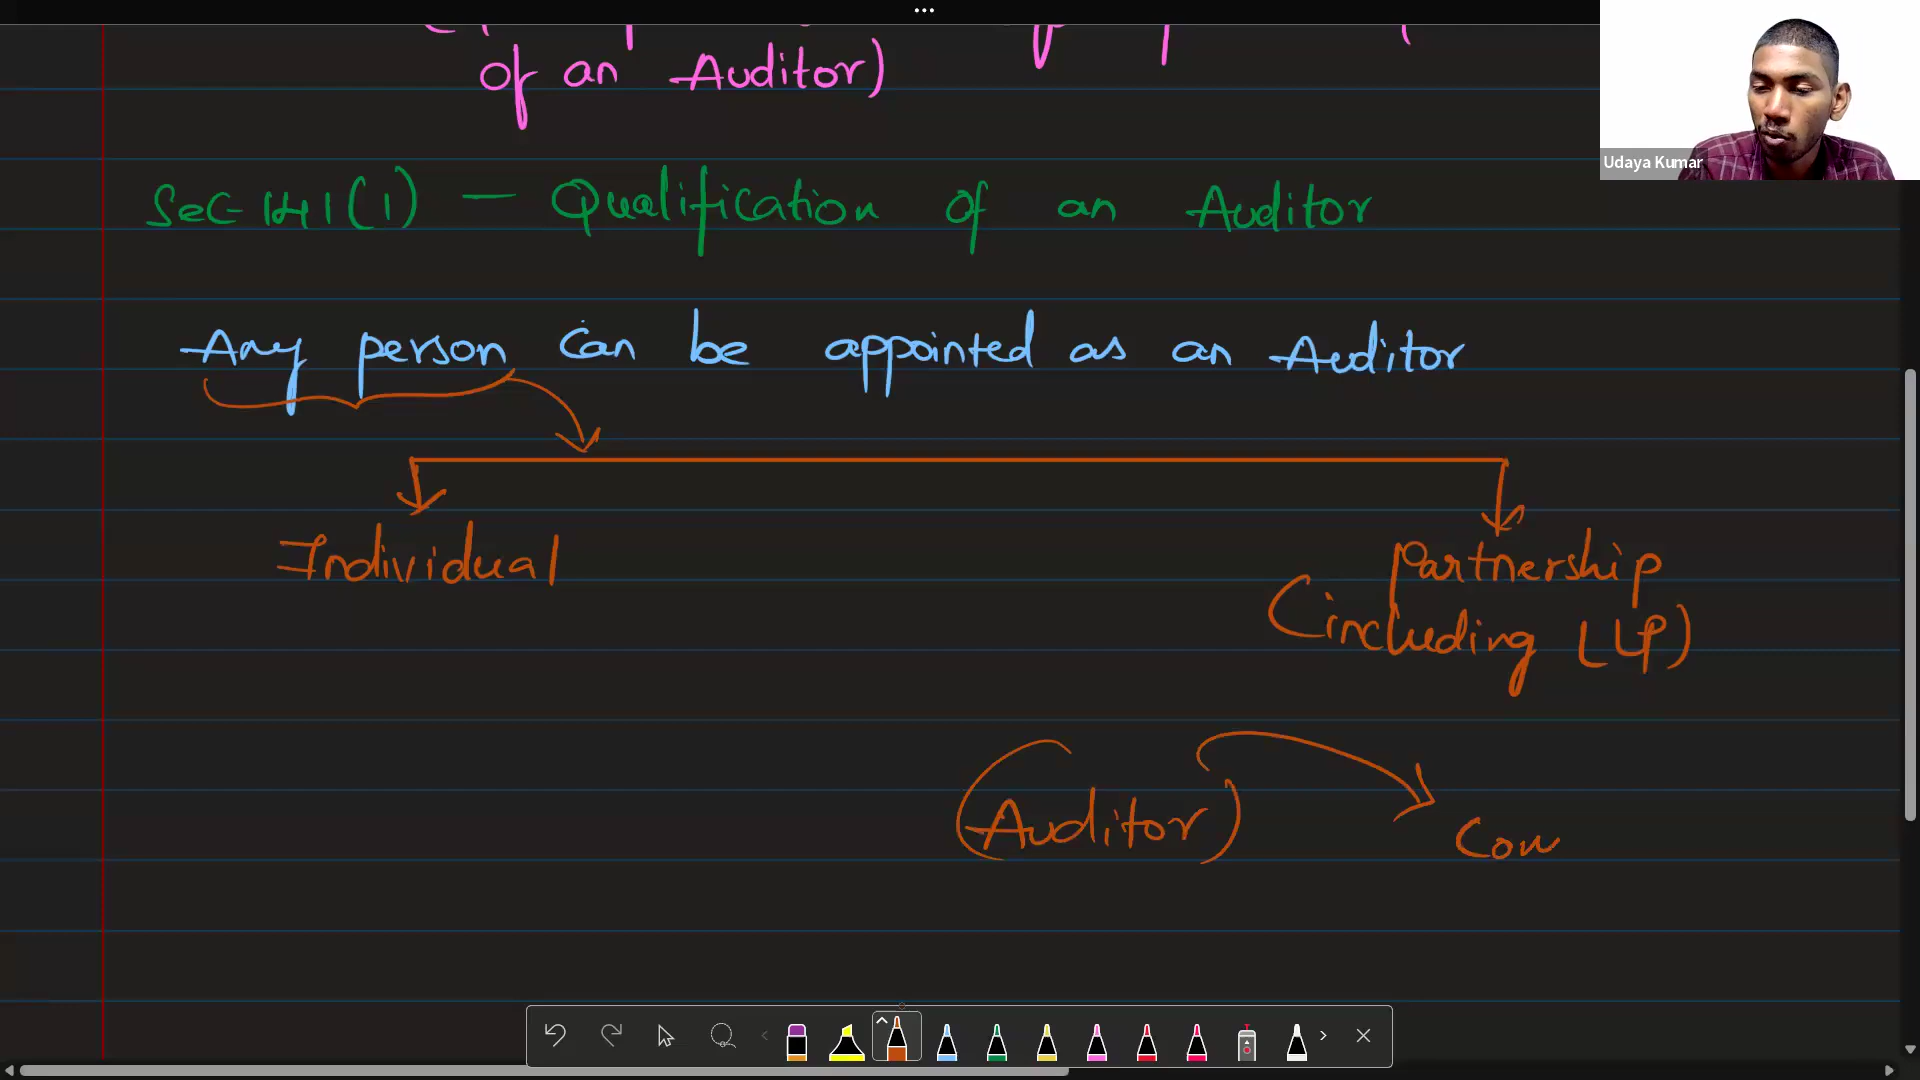 of an Auditor)
Udaya Kumar
Sec 141(1) — Qualification of an Auditor
Any person can be appointed as an Auditor
Individual
Partnership
(including LLP)
(Auditor)
Com